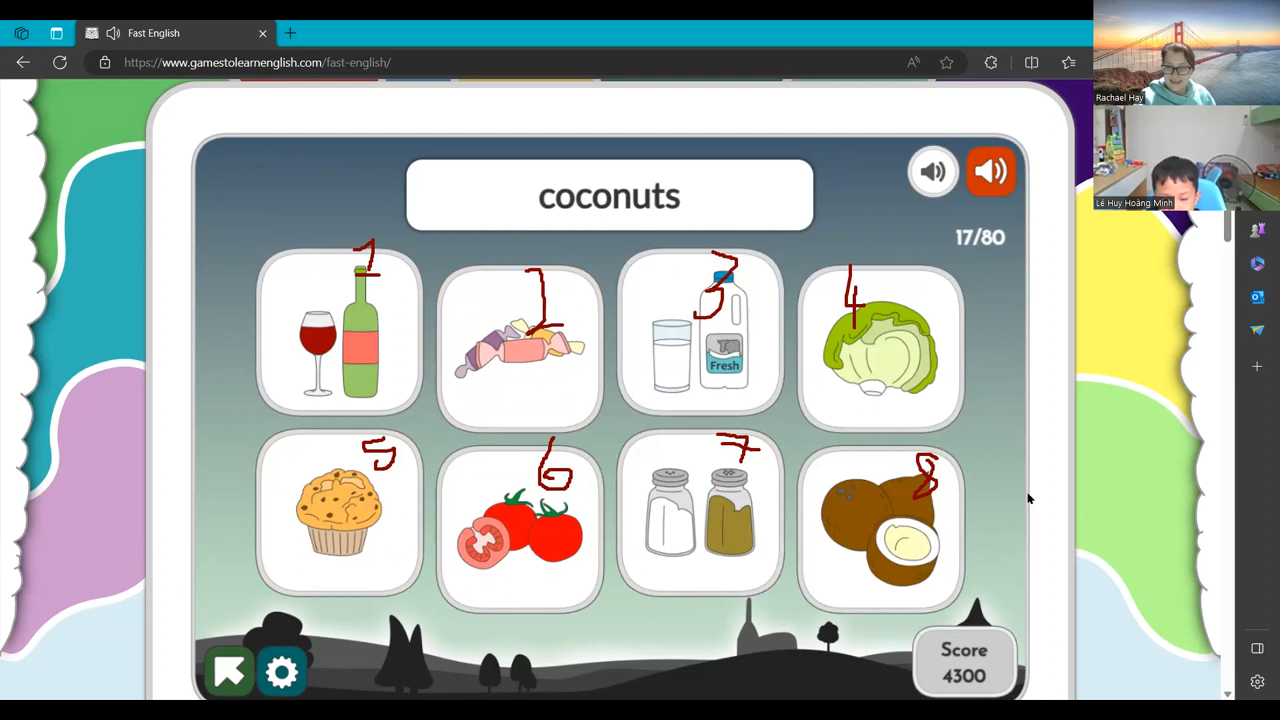 Fast English
https://www.gamestolearnenglish.com/fast-english/
Rachael Hay
Lê Huy Hoàng Minh
coconuts
17/80
1
2
3
4
Fresh
5
6
7
8
Score
4300